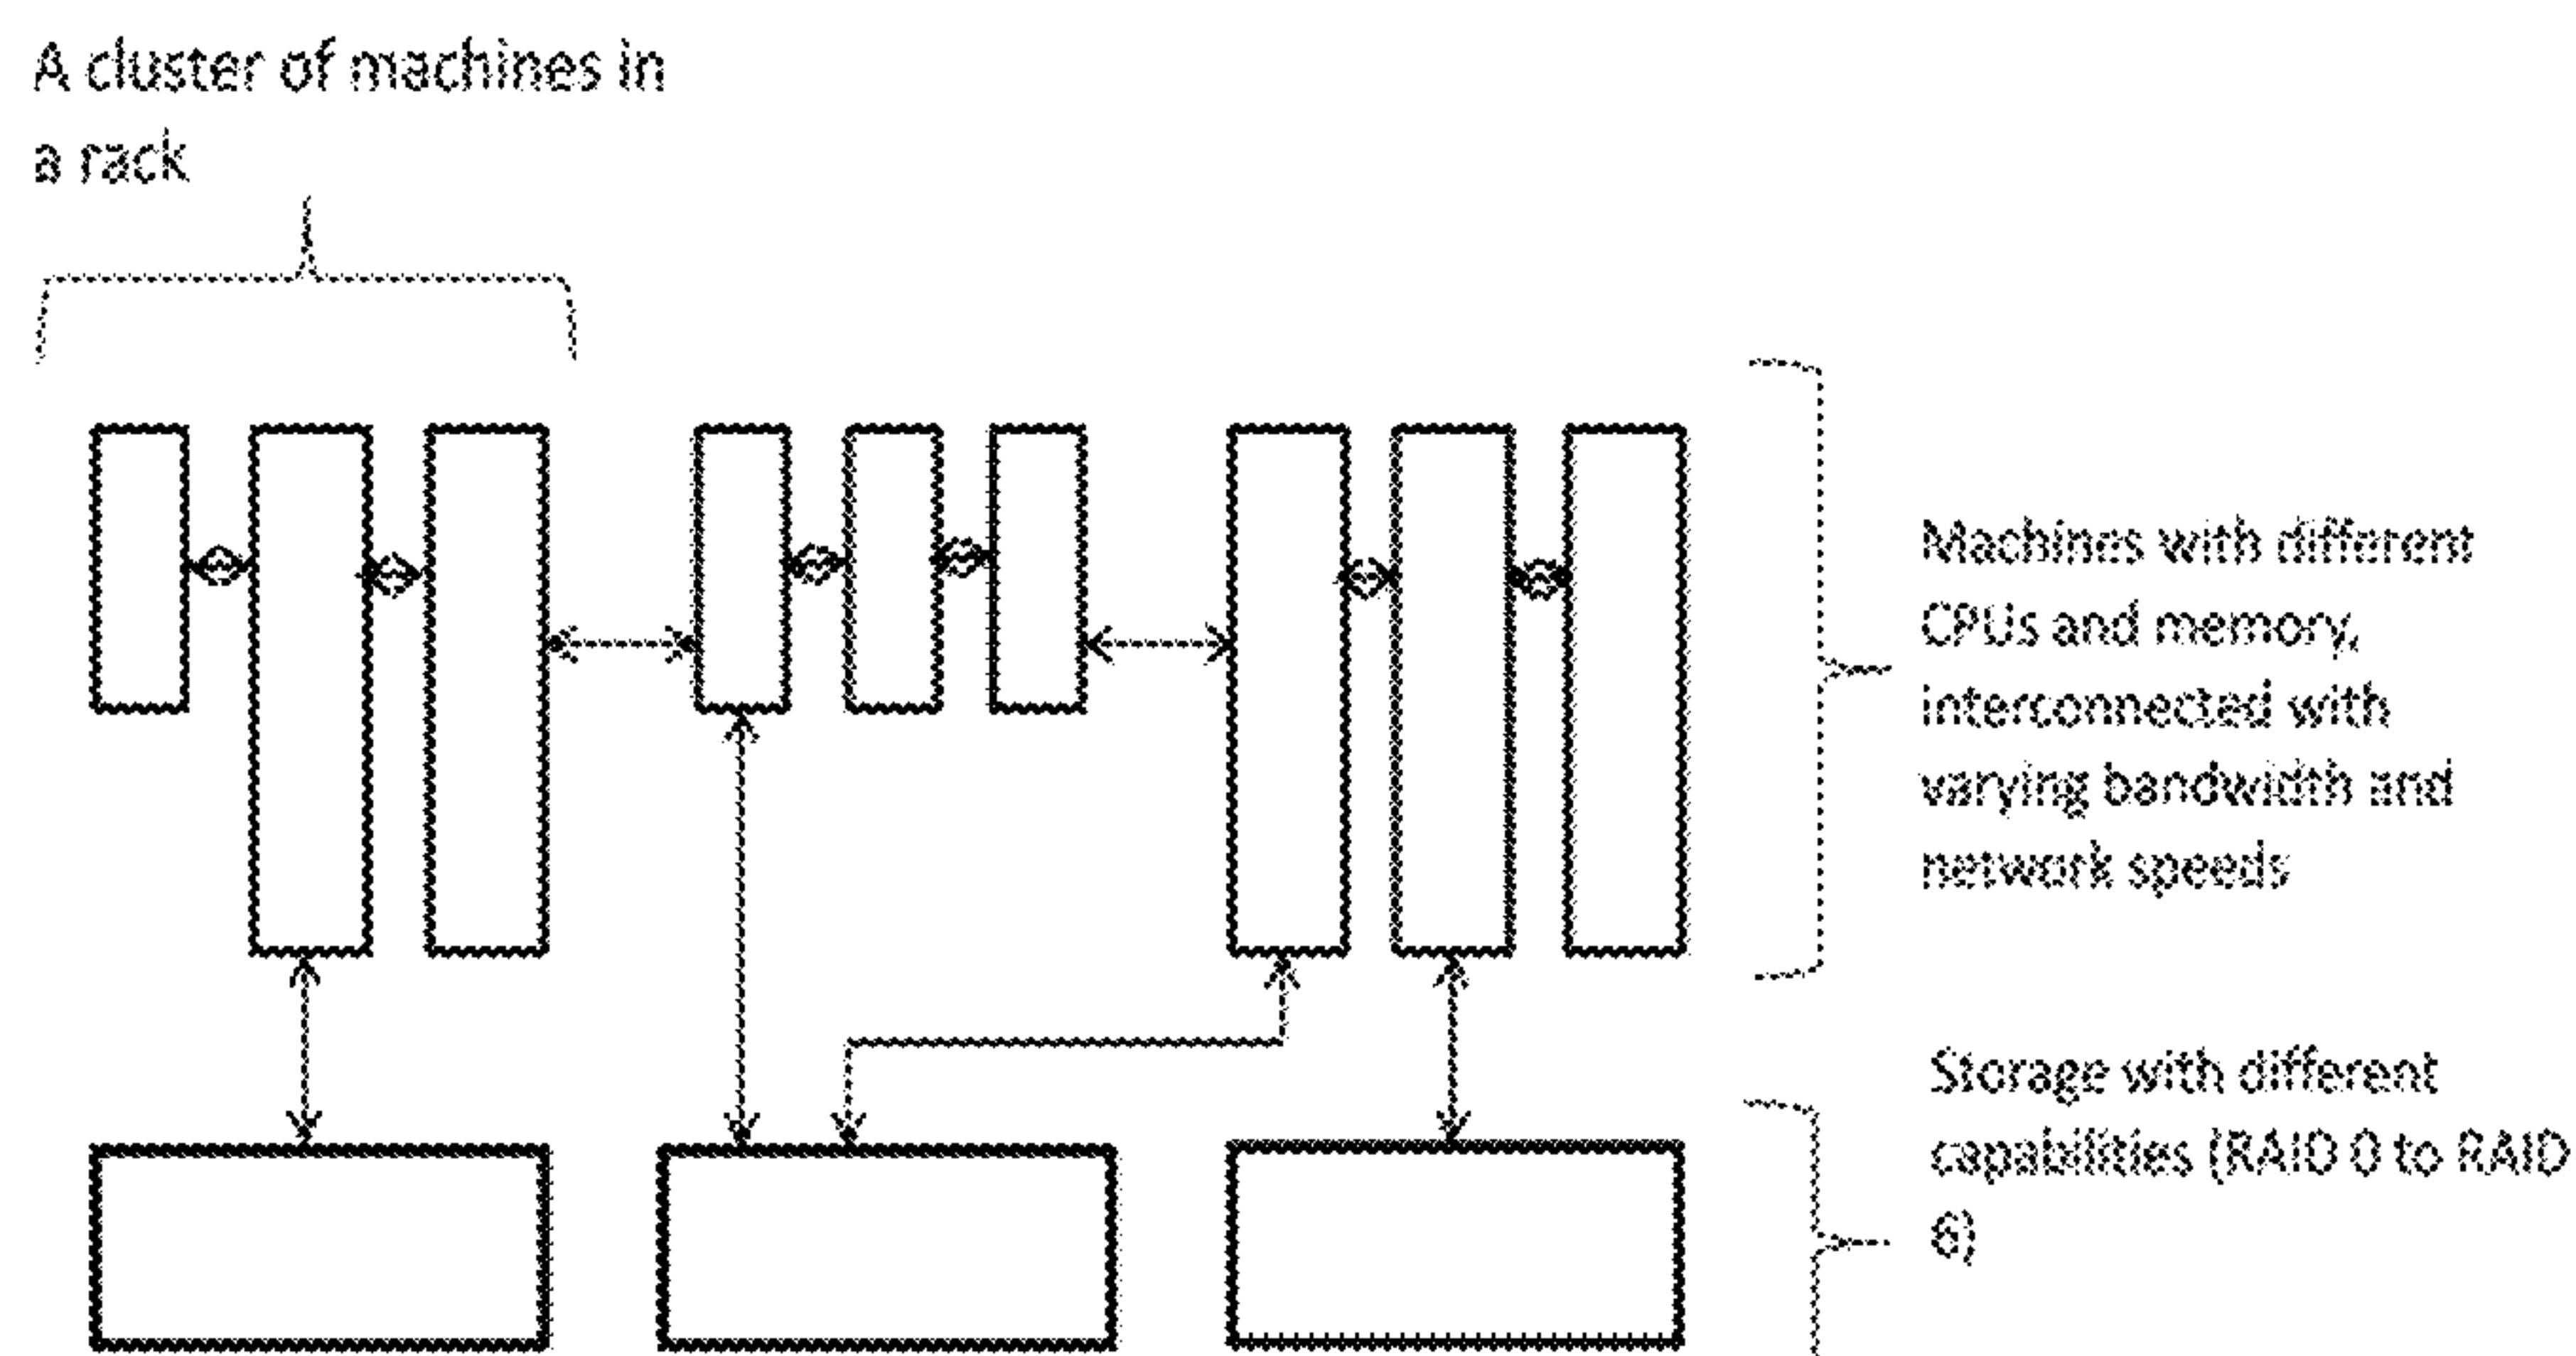 A cluster of machines in
a rack
Machines with different
CPUs and memory,
interconnected with
varying bandwidth and
network speeds
Storage with different
capabilities (RAID 0 to RAID
6)